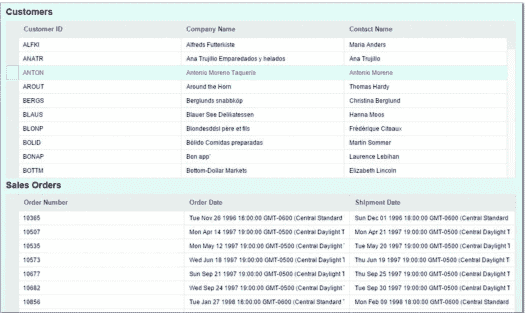 Customers
Customer ID Company Name Contact Name
ALFKI Alfreds Futterkiste Maria Anders
ANATR Ana Trujillo Emparedados y helados Ana Trujillo
ANTON Antonio Moreno Taquería Antonio Moreno
AROUT Around the Horn Thomas Hardy
BERGS Berglunds snabbköp Christina Berglund
BLAUS Blauer See Delikatessen Hanna Moos
BLONP Blondesddsl père et fils Frédérique Citeaux
BOLID Bólido Comidas preparadas Martín Sommer
BONAP Bon app' Laurence Lebihan
BOTTM Bottom-Dollar Markets Elizabeth Lincoln
Sales Orders
Order Number Order Date Shipment Date
10365 Tue Nov 26 1996 18:00:00 GMT-0600 (Central Standard Sun Dec 01 1996 18:00:00 GMT-0600 (Central Standard
10507 Mon Apr 14 1997 19:00:00 GMT-0500 (Central Daylight T Mon Apr 21 1997 19:00:00 GMT-0500 (Central Daylight T
10535 Mon May 12 1997 19:00:00 GMT-0500 (Central Daylight Tue May 20 1997 19:00:00 GMT-0500 (Central Daylight T
10573 Wed Jun 18 1997 19:00:00 GMT-0500 (Central Daylight Thu Jun 19 1997 19:00:00 GMT-0500 (Central Daylight T
10677 Sun Sep 21 1997 19:00:00 GMT-0500 (Central Daylight T Thu Sep 25 1997 19:00:00 GMT-0500 (Central Daylight T
10682 Wed Sep 24 1997 19:00:00 GMT-0500 (Central Daylight Tue Sep 30 1997 19:00:00 GMT-0500 (Central Daylight T
10856 Tue Jan 27 1998 18:00:00 GMT-0600 (Central Standard Mon Feb 09 1998 18:00:00 GMT-0600 (Central Standard